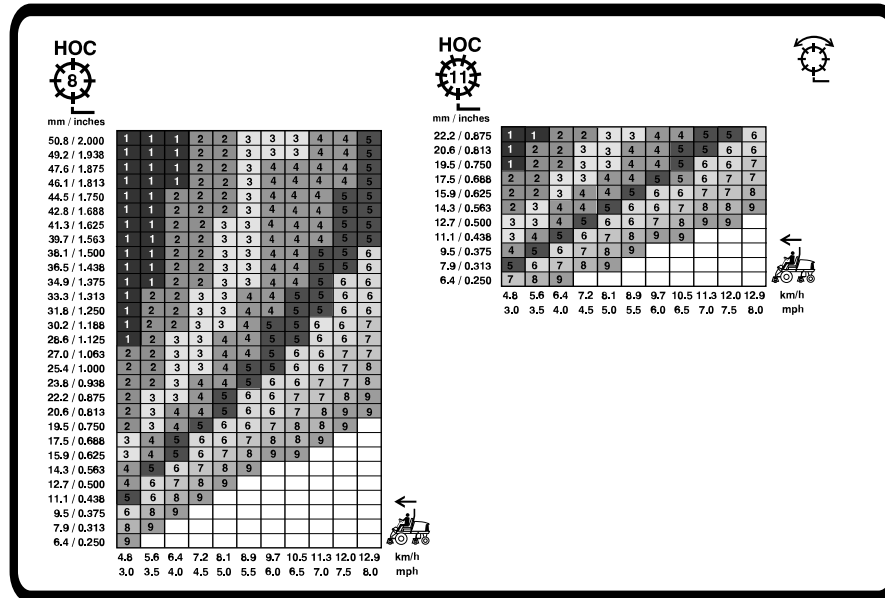 HOC
8
mm / inches
50.8 / 2.000 1 1 1 2 2 3 3 3 4 4 5
49.2 / 1.938 1 1 1 2 2 3 3 3 4 4 5
47.6 / 1.875 1 1 1 2 2 3 4 4 4 4 5
46.1 / 1.813 1 1 1 2 2 3 4 4 4 4 5
44.5 / 1.750 1 1 2 2 2 3 4 4 4 5 5
42.8 / 1.688 1 1 2 2 2 3 4 4 4 5 5
41.3 / 1.625 1 1 2 2 3 3 4 4 4 5 5
39.7 / 1.563 1 1 2 2 3 3 4 4 4 5 5
38.1 / 1.500 1 1 2 2 3 3 4 4 5 5 6
36.5 / 1.438 1 1 2 2 3 3 4 4 5 5 6
34.9 / 1.375 1 1 2 2 3 3 4 4 5 6 6
33.3 / 1.313 1 2 2 3 3 4 4 5 5 6 6
31.8 / 1.250 1 2 2 3 3 4 4 5 5 6 6
30.2 / 1.188 1 2 2 3 3 4 5 5 6 6 7
28.6 / 1.125 1 2 3 3 4 4 5 5 6 6 7
27.0 / 1.063 2 2 3 3 4 4 5 6 6 7 7
25.4 / 1.000 2 2 3 3 4 5 5 6 6 7 8
23.8 / 0.938 2 2 3 4 4 5 6 6 7 7 8
22.2 / 0.875 2 3 3 4 5 6 6 7 7 8 9
20.6 / 0.813 2 3 4 4 5 6 6 7 8 9 9
19.5 / 0.750 2 3 4 5 6 6 7 8 8 9
17.5 / 0.688 3 4 5 6 6 7 8 8 9
15.9 / 0.625 3 4 5 6 7 8 9 9
14.3 / 0.563 4 5 6 7 8 9
12.7 / 0.500 4 6 7 8 9
11.1 / 0.438 5 6 8 9
9.5 / 0.375 6 8 9
7.9 / 0.313 8 9
6.4 / 0.250 9
4.8 5.6 6.4 7.2 8.1 8.9 9.7 10.5 11.3 12.0 12.9 km/h
3.0 3.5 4.0 4.5 5.0 5.5 6.0 6.5 7.0 7.5 8.0 mph
HOC
11
mm / inches
22.2 / 0.875 1 1 2 2 3 3 4 4 5 5 6
20.6 / 0.813 1 2 2 3 3 4 4 5 5 6 6
19.5 / 0.750 1 2 2 3 3 4 4 5 6 6 7
17.5 / 0.688 2 2 3 3 4 4 5 5 6 7 7
15.9 / 0.625 2 2 3 4 4 5 6 6 7 7 8
14.3 / 0.563 2 3 4 4 5 6 6 7 8 8 9
12.7 / 0.500 3 3 4 5 6 6 7 8 9 9
11.1 / 0.438 3 4 5 6 7 8 9 9
9.5 / 0.375 4 5 6 7 8 9
7.9 / 0.313 5 6 7 8 9
6.4 / 0.250 7 8 9
4.8 5.6 6.4 7.2 8.1 8.9 9.7 10.5 11.3 12.0 12.9 km/h
3.0 3.5 4.0 4.5 5.0 5.5 6.0 6.5 7.0 7.5 8.0 mph